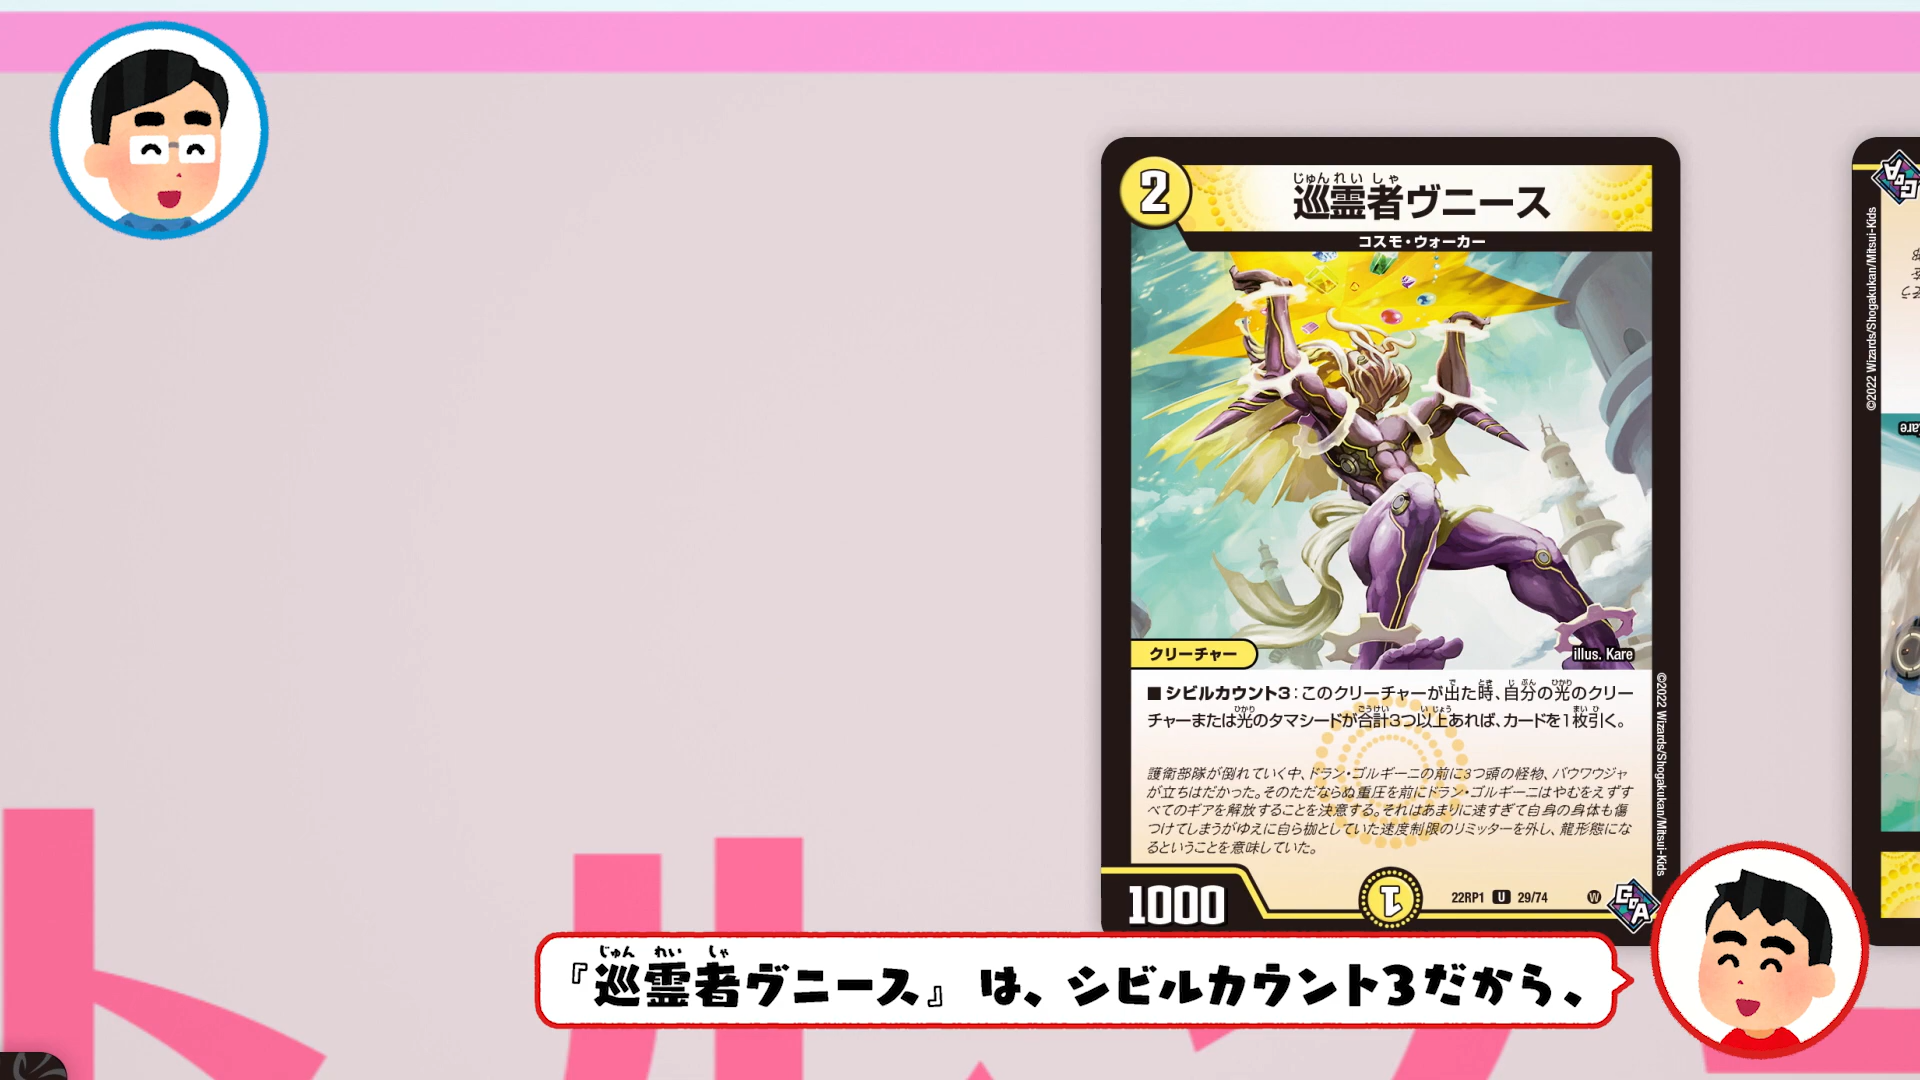 2
じゅんれいしゃ
巡霊者ヴニース
コスモ・ウォーカー
クリーチャー
illus. Kare
■シビルカウント3：このクリーチャーが出た時、自分の光のクリー
チャーまたは光のタマシードが合計3つ以上あれば、カードを1枚引く。
護衛部隊が倒れていく中、ドラン・ゴルギーニの前に3つ頭の怪物、バウワウジャ
が立ちはだかった。そのただならぬ重圧を前にドラン・ゴルギーニはやむをえずす
べてのギアを解放することを決意する。それはあまりに速すぎて自身の身体も傷
つけてしまうがゆえに自ら枷としていた速度制限のリミッターを外し、龍形態にな
るということを意味していた。
©2022 Wizards/Shogakukan/Mitsui-Kids
1000
1
22RP1 U 29/74
W
©2022 Wizards/Shogakukan/Mitsui-Kids
じゅんれいしゃ
『巡霊者ヴニース』は、シビルカウント3だから、